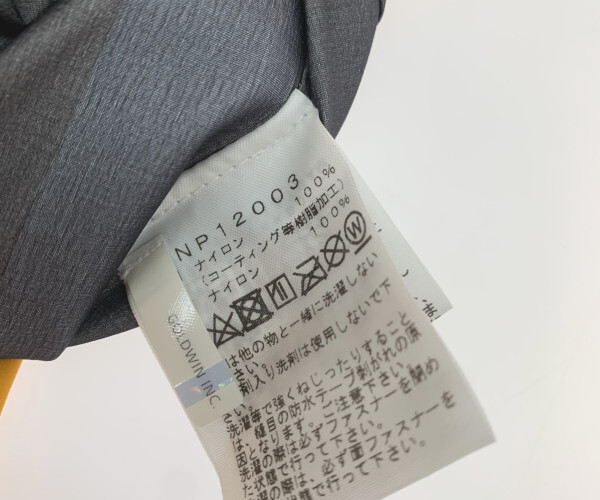 NP12003
ナイロン 100%
(コーティング等樹脂加工)
ナイロン 100%
W
は他の物と一緒に洗濯しない
で下
さい。
剤入り洗剤は使用しないで下
い。
洗濯等で強くねじったりすること
は、縫目の防水テープ剥がれの原
因となります。ご注意下さい。
洗濯の際は必ずファスナーを閉め
た状態で行って下さい。
洗濯の際は、必ず面ファスナーを
た状態で行って下さい。
GOLDWIN INC.